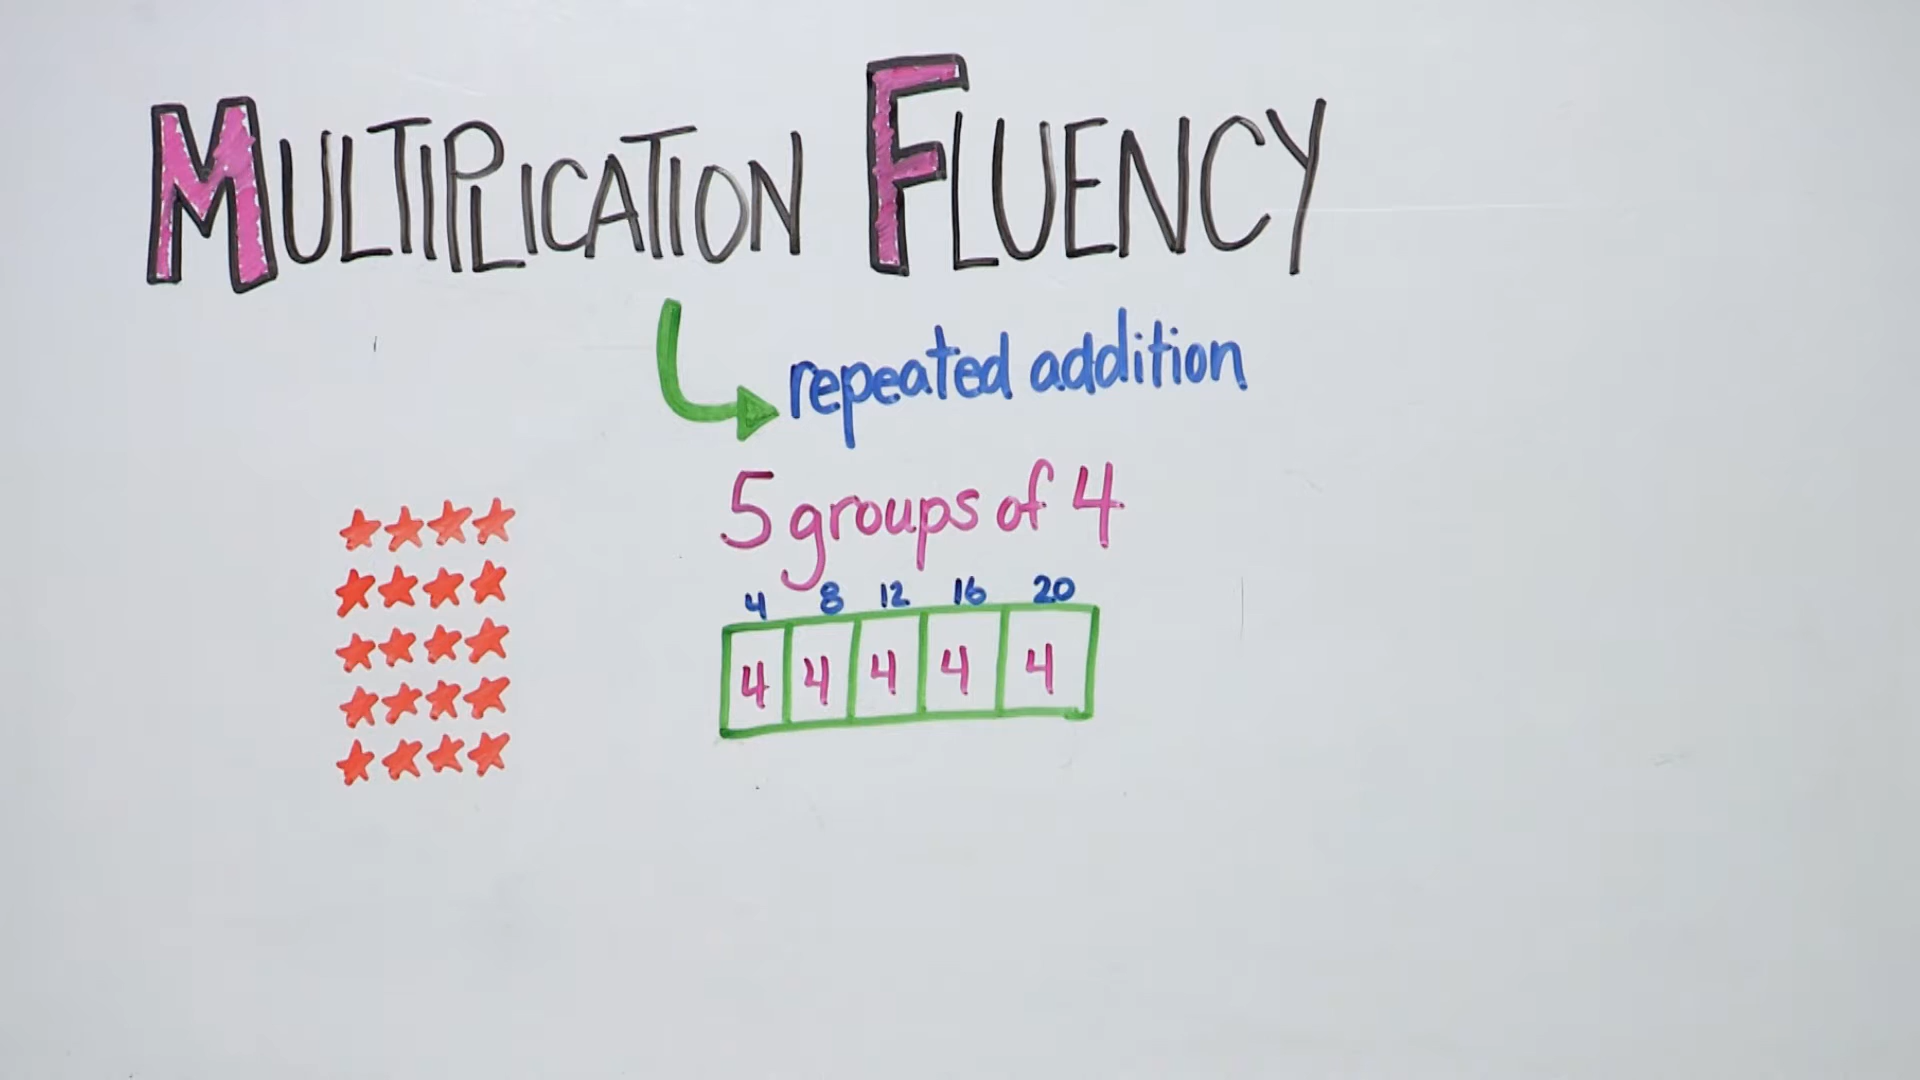 MULTIPLICATION FLUENCY
repeated addition
5 groups of 4
4 8 12 16 20
4 4 4 4 4